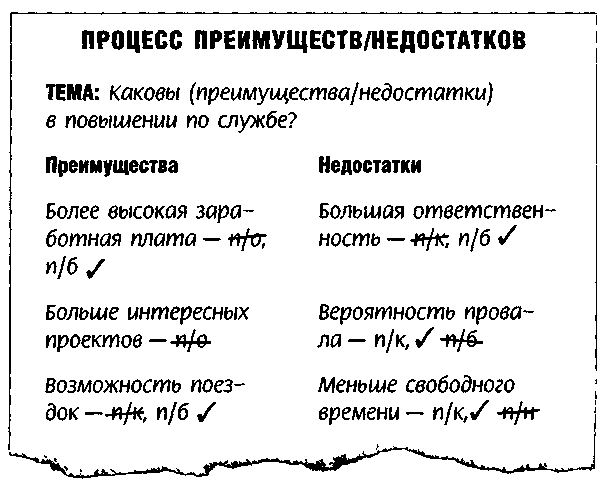 ПРОЦЕСС ПРЕИМУЩЕСТВ/НЕДОСТАТКОВ
ТЕМА: Каковы (преимущества/недостатки)
в повышении по службе?
Преимущества
Более высокая зара-
ботная плата — п/о,
п/б ✓
Больше интересных
проектов — п/о
Возможность поез-
док — п/к, п/б ✓
Недостатки
Большая ответствен-
ность — п/к, п/б ✓
Вероятность прова-
ла — п/к, ✓ п/б
Меньше свободного
времени — п/к, ✓ п/н